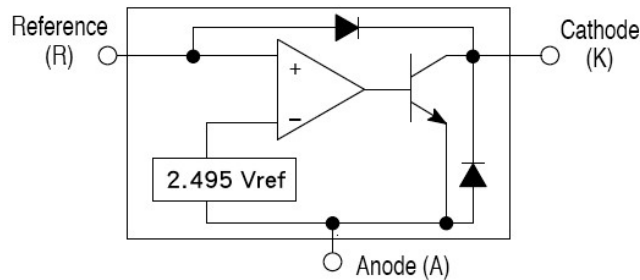 Reference
(R)
Cathode
(K)
+
−
2.495 Vref
Anode (A)